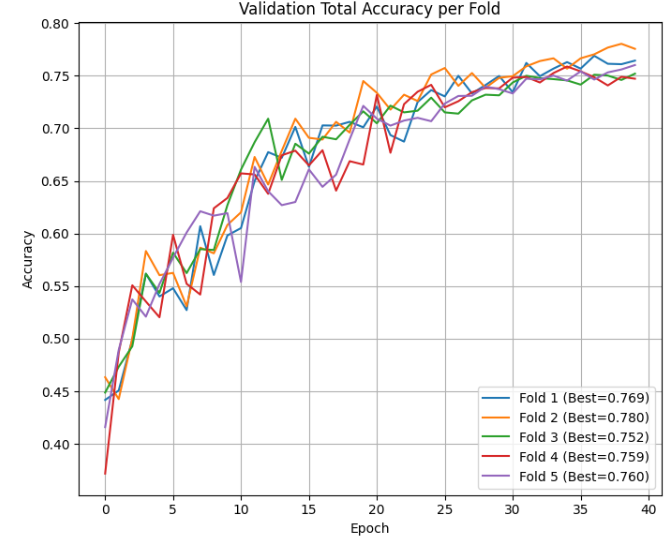 Validation Total Accuracy per Fold
0.80
0.75
0.70
0.65
0.60
0.55
0.50
0.45
0.40
Accuracy
Fold 1 (Best=0.769)
Fold 2 (Best=0.780)
Fold 3 (Best=0.752)
Fold 4 (Best=0.759)
Fold 5 (Best=0.760)
0 5 10 15 20 25 30 35 40
Epoch